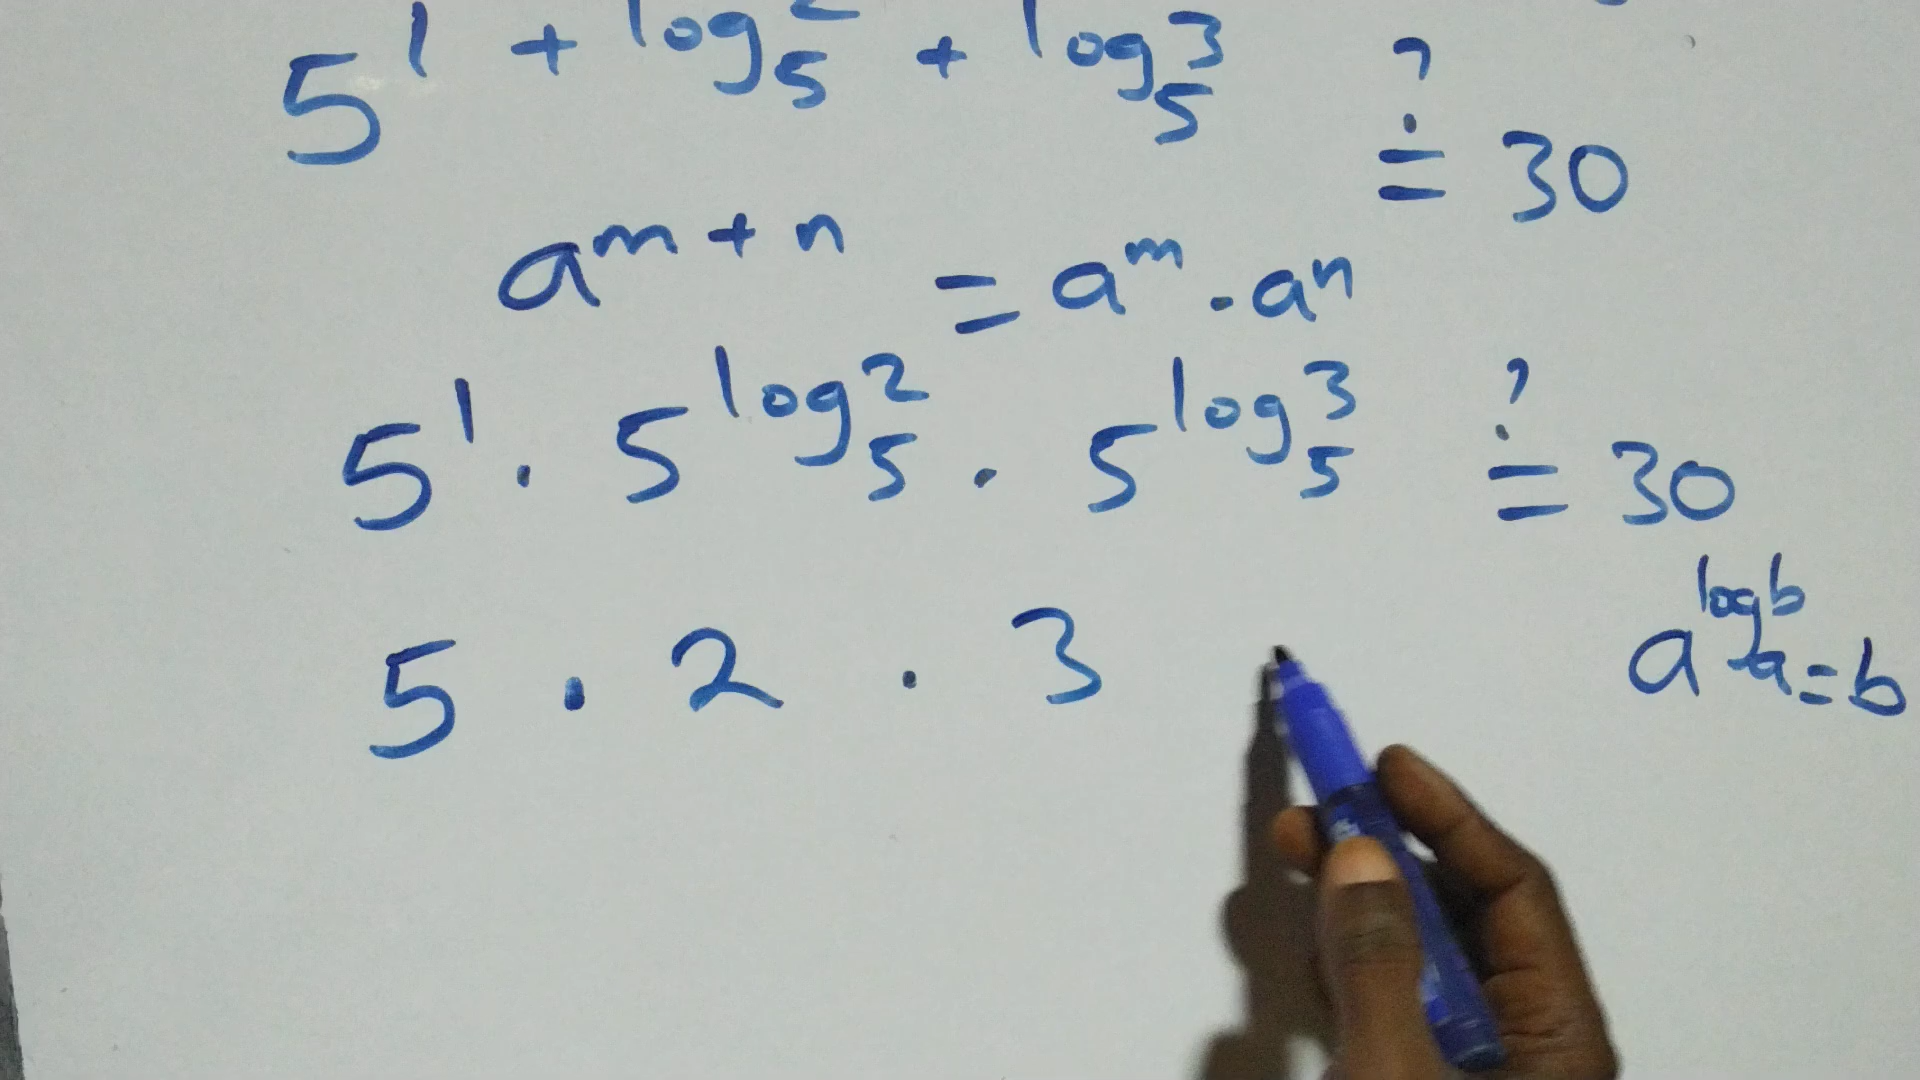 5^1 + log_5^2 + log_5^3 ?= 30
a^m + n = a^m . a^n
5^1 . 5^log_5^2 . 5^log_5^3 ?= 30
5 . 2 . 3
a^log_a^b = b